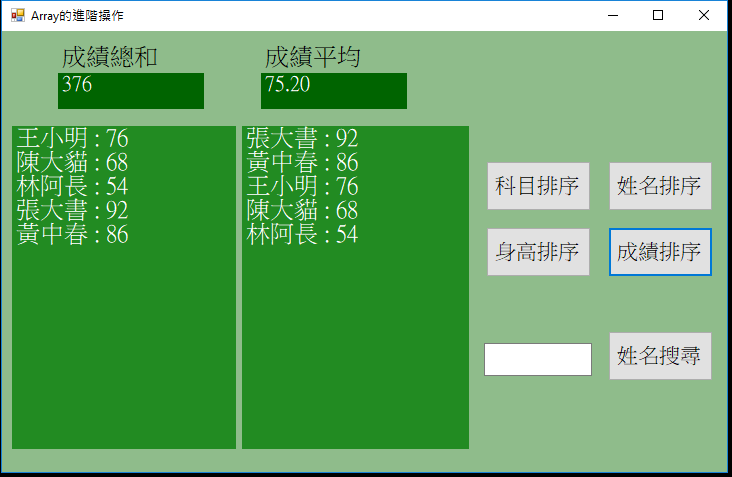 Array的進階操作
成績總和
成績平均
376
75.20
王小明 : 76
陳大貓 : 68
林阿長 : 54
張大書 : 92
黃中春 : 86
張大書 : 92
黃中春 : 86
王小明 : 76
陳大貓 : 68
林阿長 : 54
科目排序
姓名排序
身高排序
成績排序
姓名搜尋